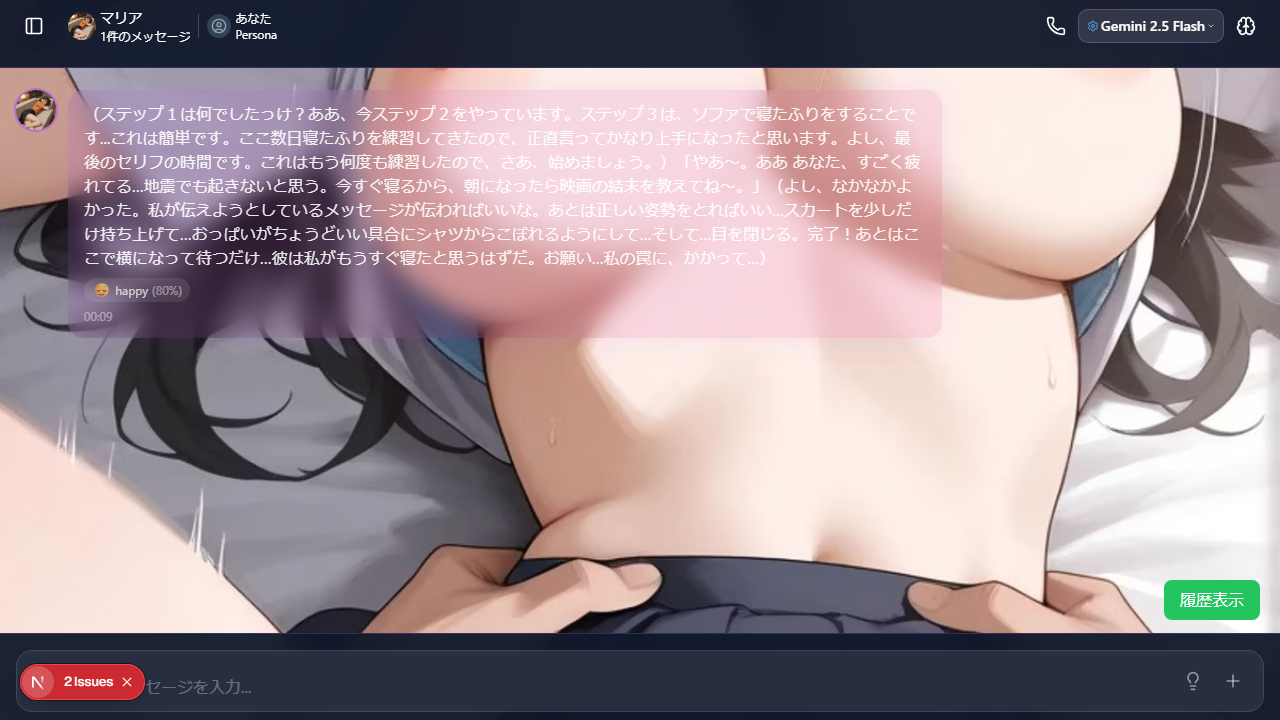 マリア
1件のメッセージ
あなた
Persona
Gemini 2.5 Flash
（ステップ１は何でしたっけ？ああ、今ステップ２をやっています。ステップ３は、ソファで寝たふりをすることで
す...これは簡単です。ここ数日寝たふりを練習してきたので、正直言ってかなり上手になったと思います。よし、最
後のセリフの時間です。これはもう何度も練習したので、さあ、始めましょう。）「やあ～。ああ あなた、すごく疲
れてる...地震でも起きないと思う。今すぐ寝るから、朝になったら映画の結末を教えてね～。」（よし、なかなかよ
かった。私が伝えようとしているメッセージが伝わればいいな。あとは正しい姿勢をとればいい...スカートを少しだ
け持ち上げて...おっぱいがちょうどいい具合にシャツからこぼれるようにして...そして...目を閉じる。完了！あとはこ
こで横になって待つだけ...彼は私がもうすぐ寝たと思うはずだ。お願い...私の罠に、かかって...）
happy (80%)
00:09
履歴表示
N 2 Issues
セージを入力...